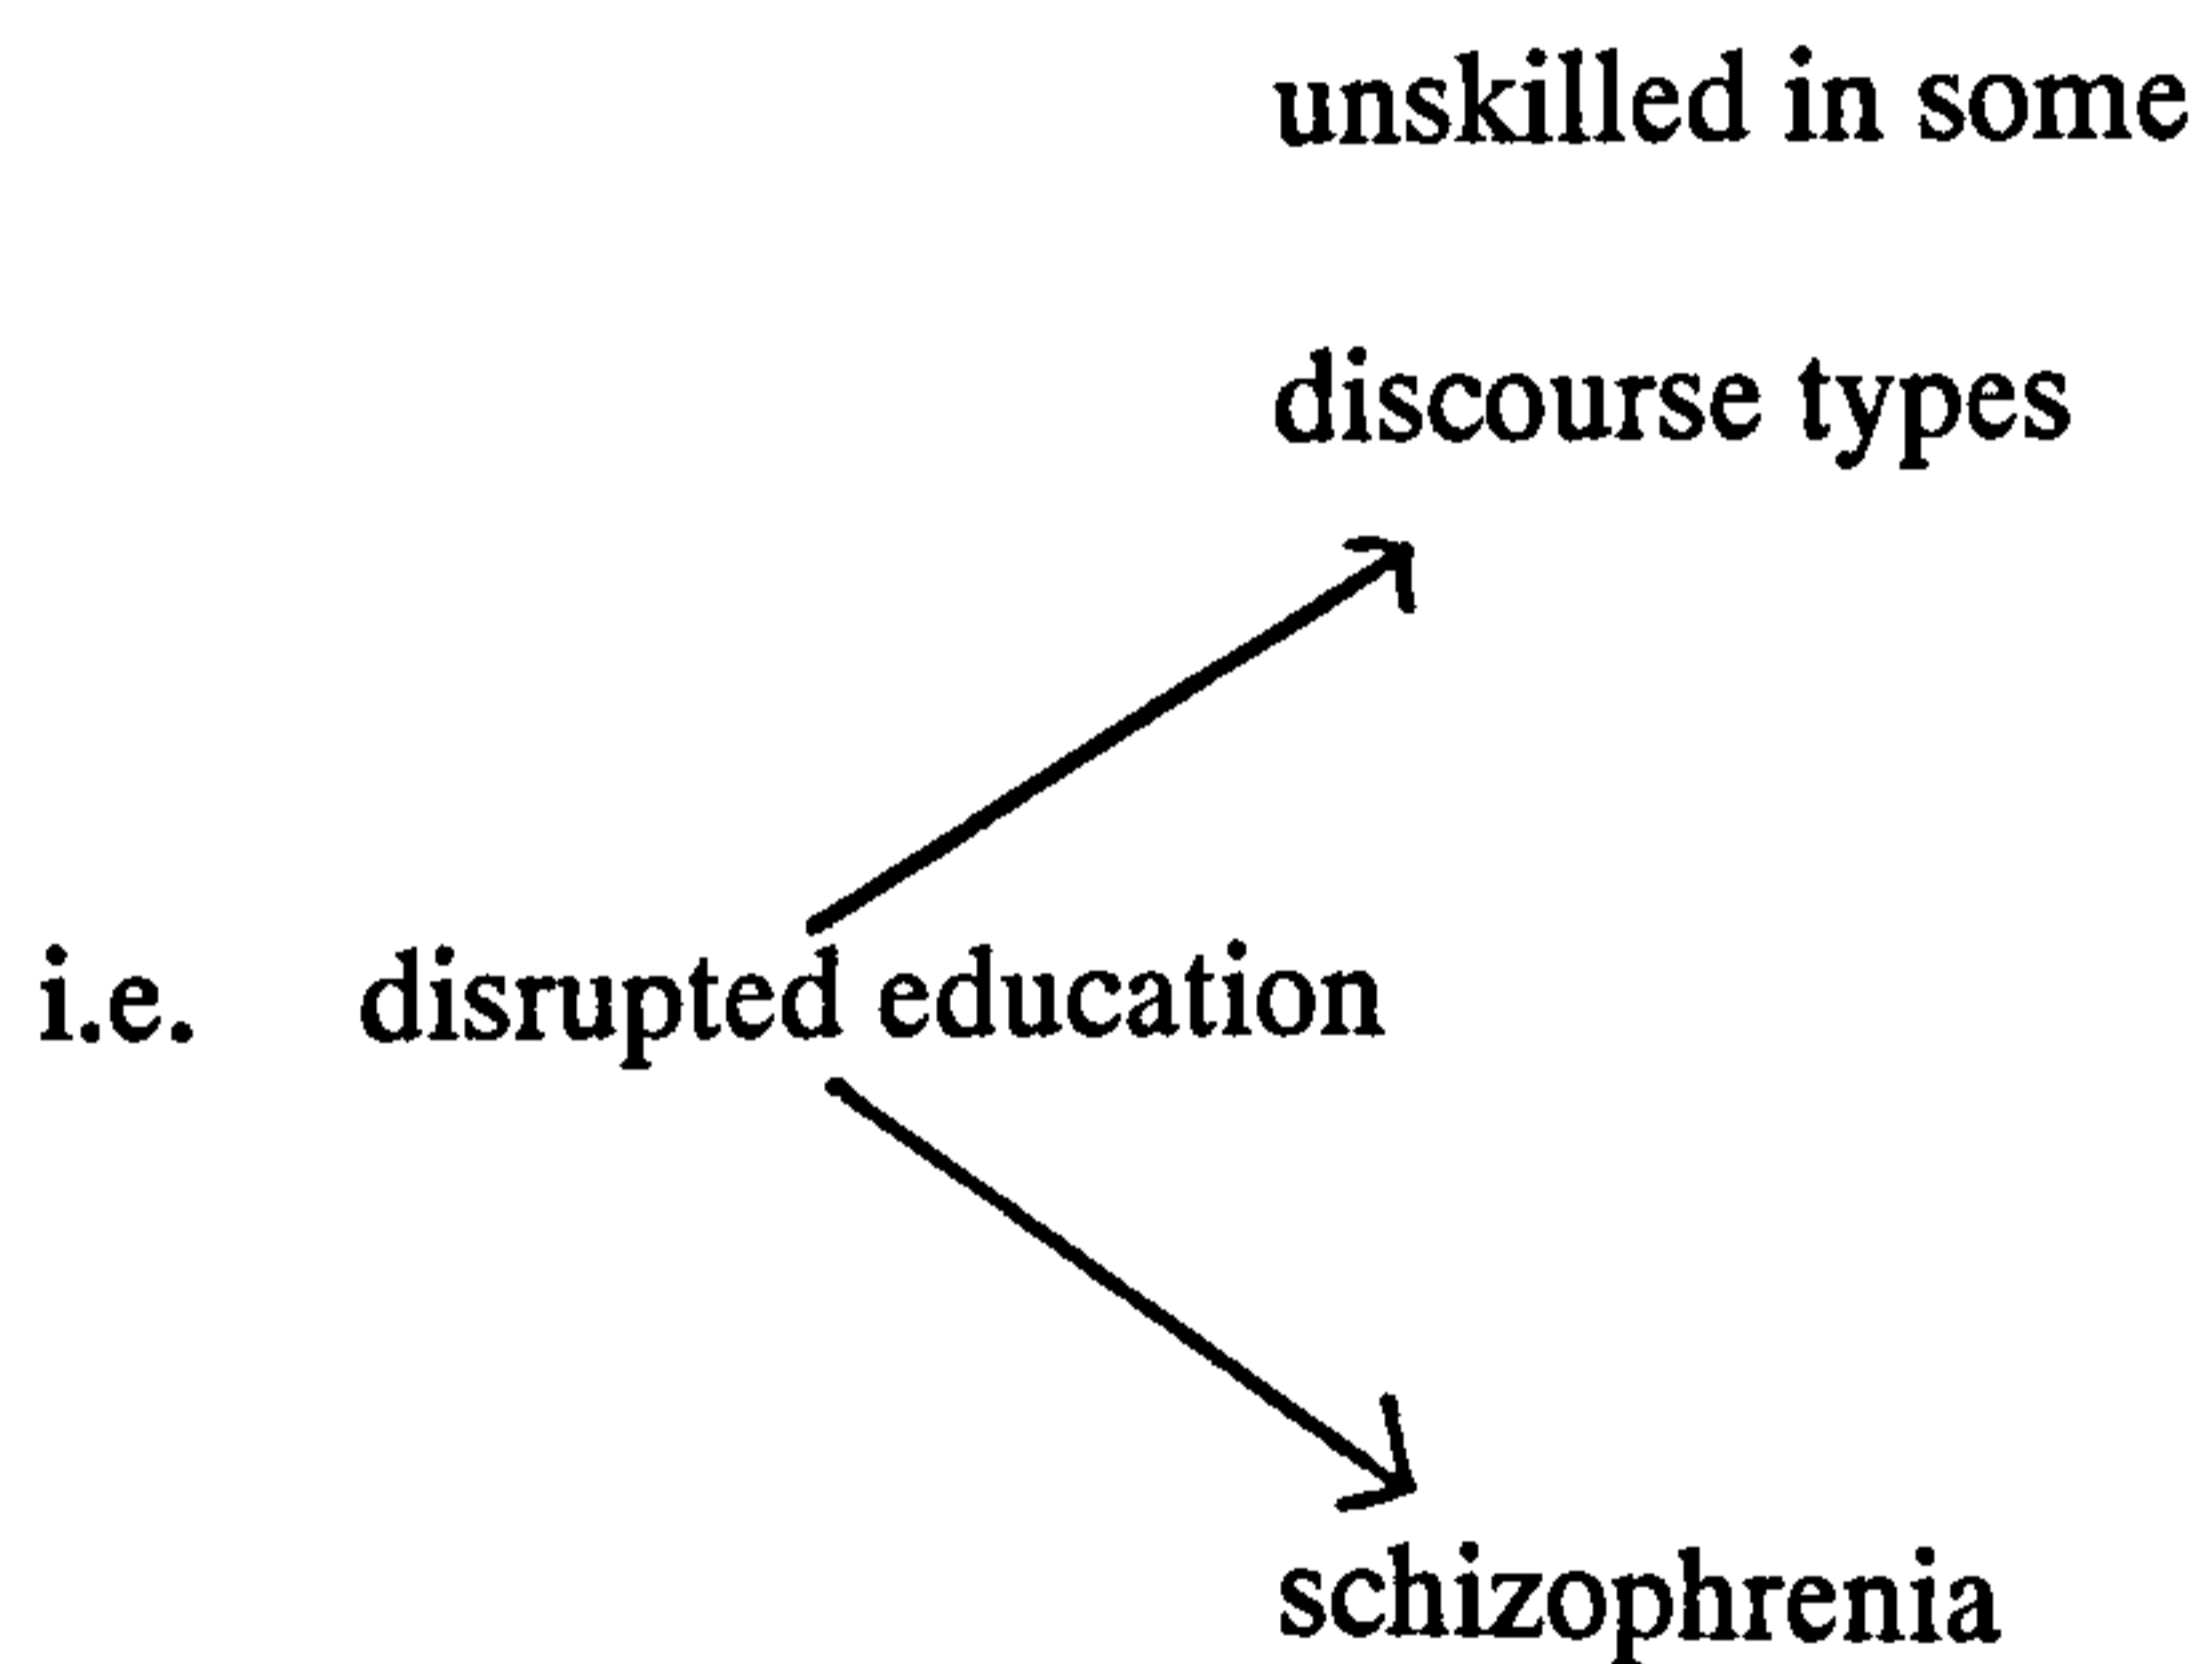 unskilled in some
discourse types
i.e. disrupted education
schizophrenia